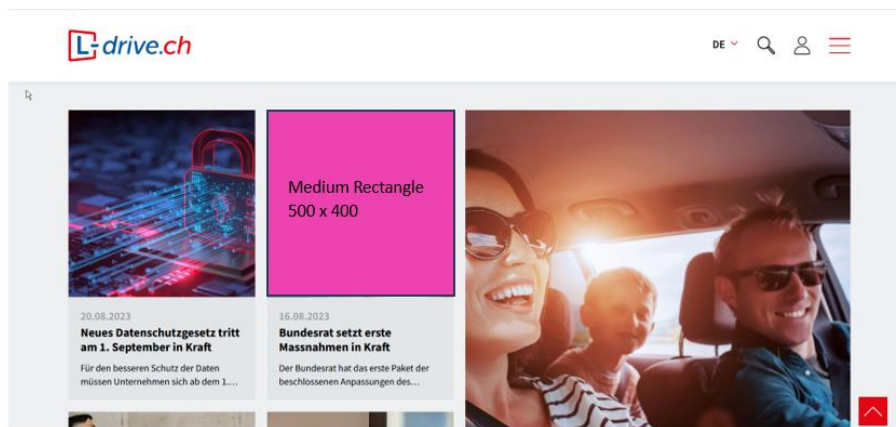 L-drive.ch
DE
Medium Rectangle
500 x 400
20.08.2023
Neues Datenschutzgesetz tritt
am 1. September in Kraft
Für den besseren Schutz der Daten
müssen Unternehmen sich ab dem 1.…
16.08.2023
Bundesrat setzt erste
Massnahmen in Kraft
Der Bundesrat hat das erste Paket der
beschlossenen Anpassungen des…